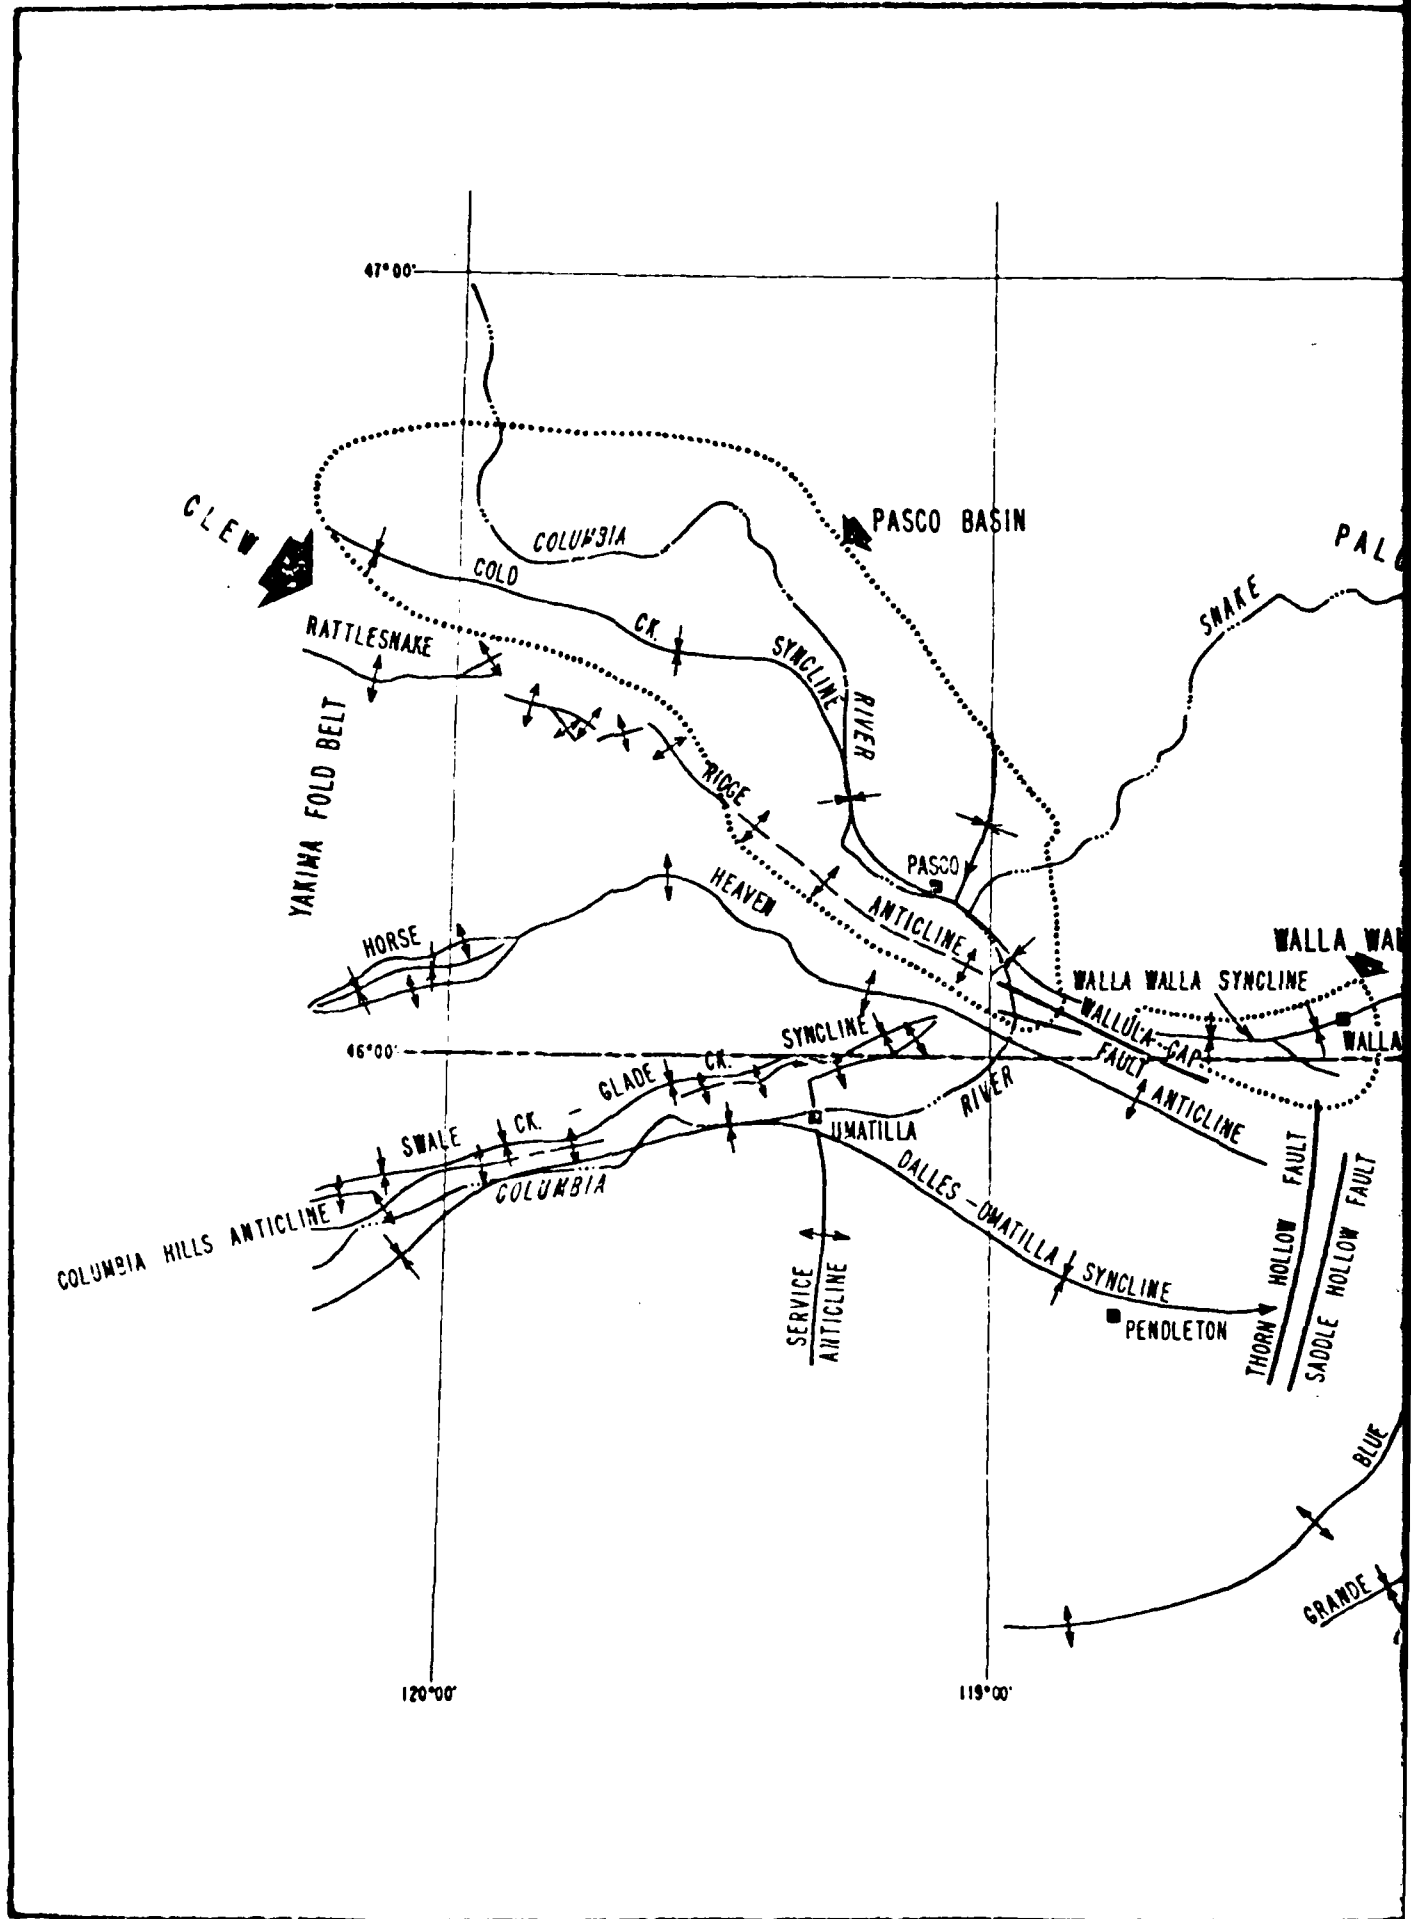 47°00'
CLEW
PASCO BASIN
COLUMBIA
RIVER
COLD CK. SYNCLINE
SNAKE
RATTLESNAKE RIDGE ANTICLINE
YAKIMA FOLD BELT
PASCO
HORSE HEAVEN ANTICLINE
WALLA WALLA SYNCLINE
WALLULA GAP FAULT
46°00'
SWALE CK. - GLADE CK. SYNCLINE
RIVER
UMATILLA
COLUMBIA
COLUMBIA HILLS ANTICLINE
DALLES - UMATILLA SYNCLINE
SERVICE ANTICLINE
PENDLETON
THORN HOLLOW FAULT
SADDLE HOLLOW FAULT
WALLA
BLUE
GRANDE
120°00'
119°00'